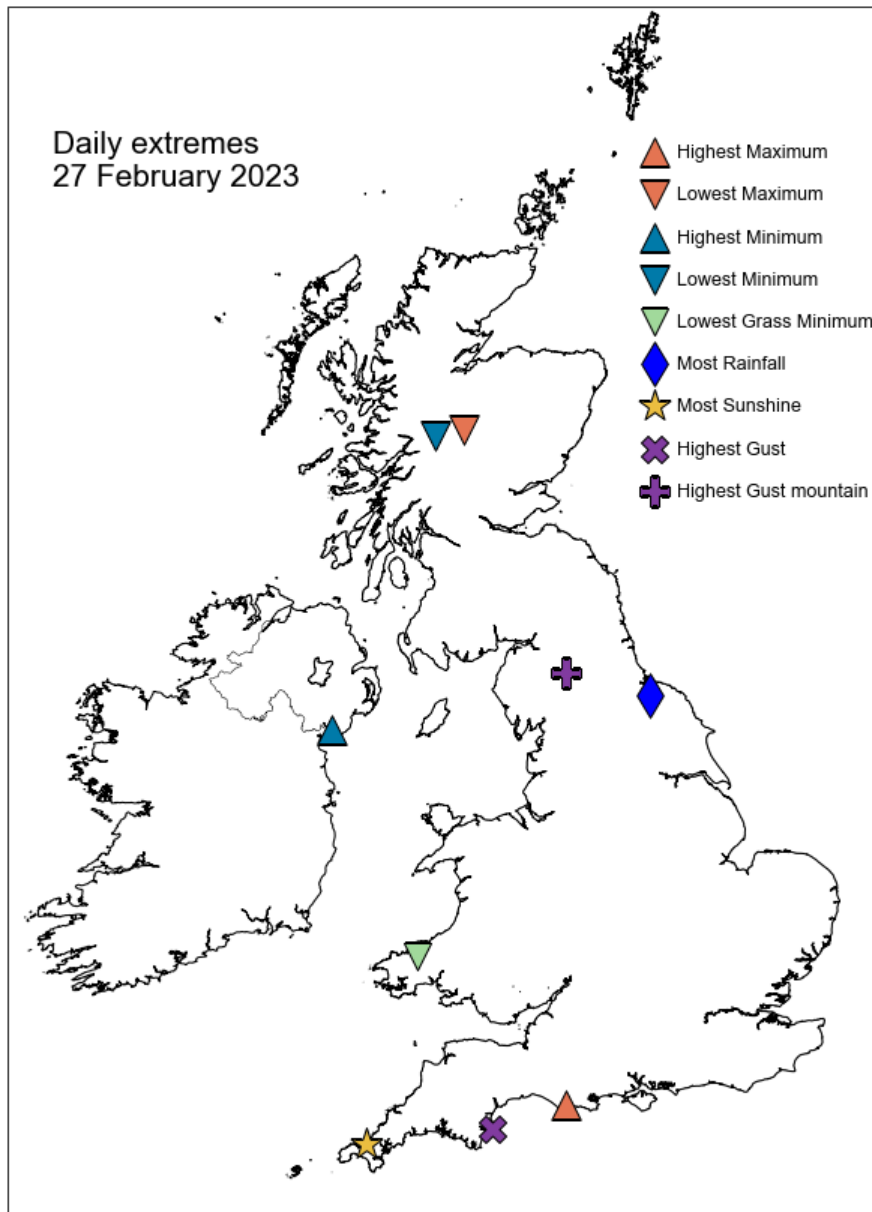 Daily extremes
27 February 2023
Highest Maximum
Lowest Maximum
Highest Minimum
Lowest Minimum
Lowest Grass Minimum
Most Rainfall
Most Sunshine
Highest Gust
Highest Gust mountain